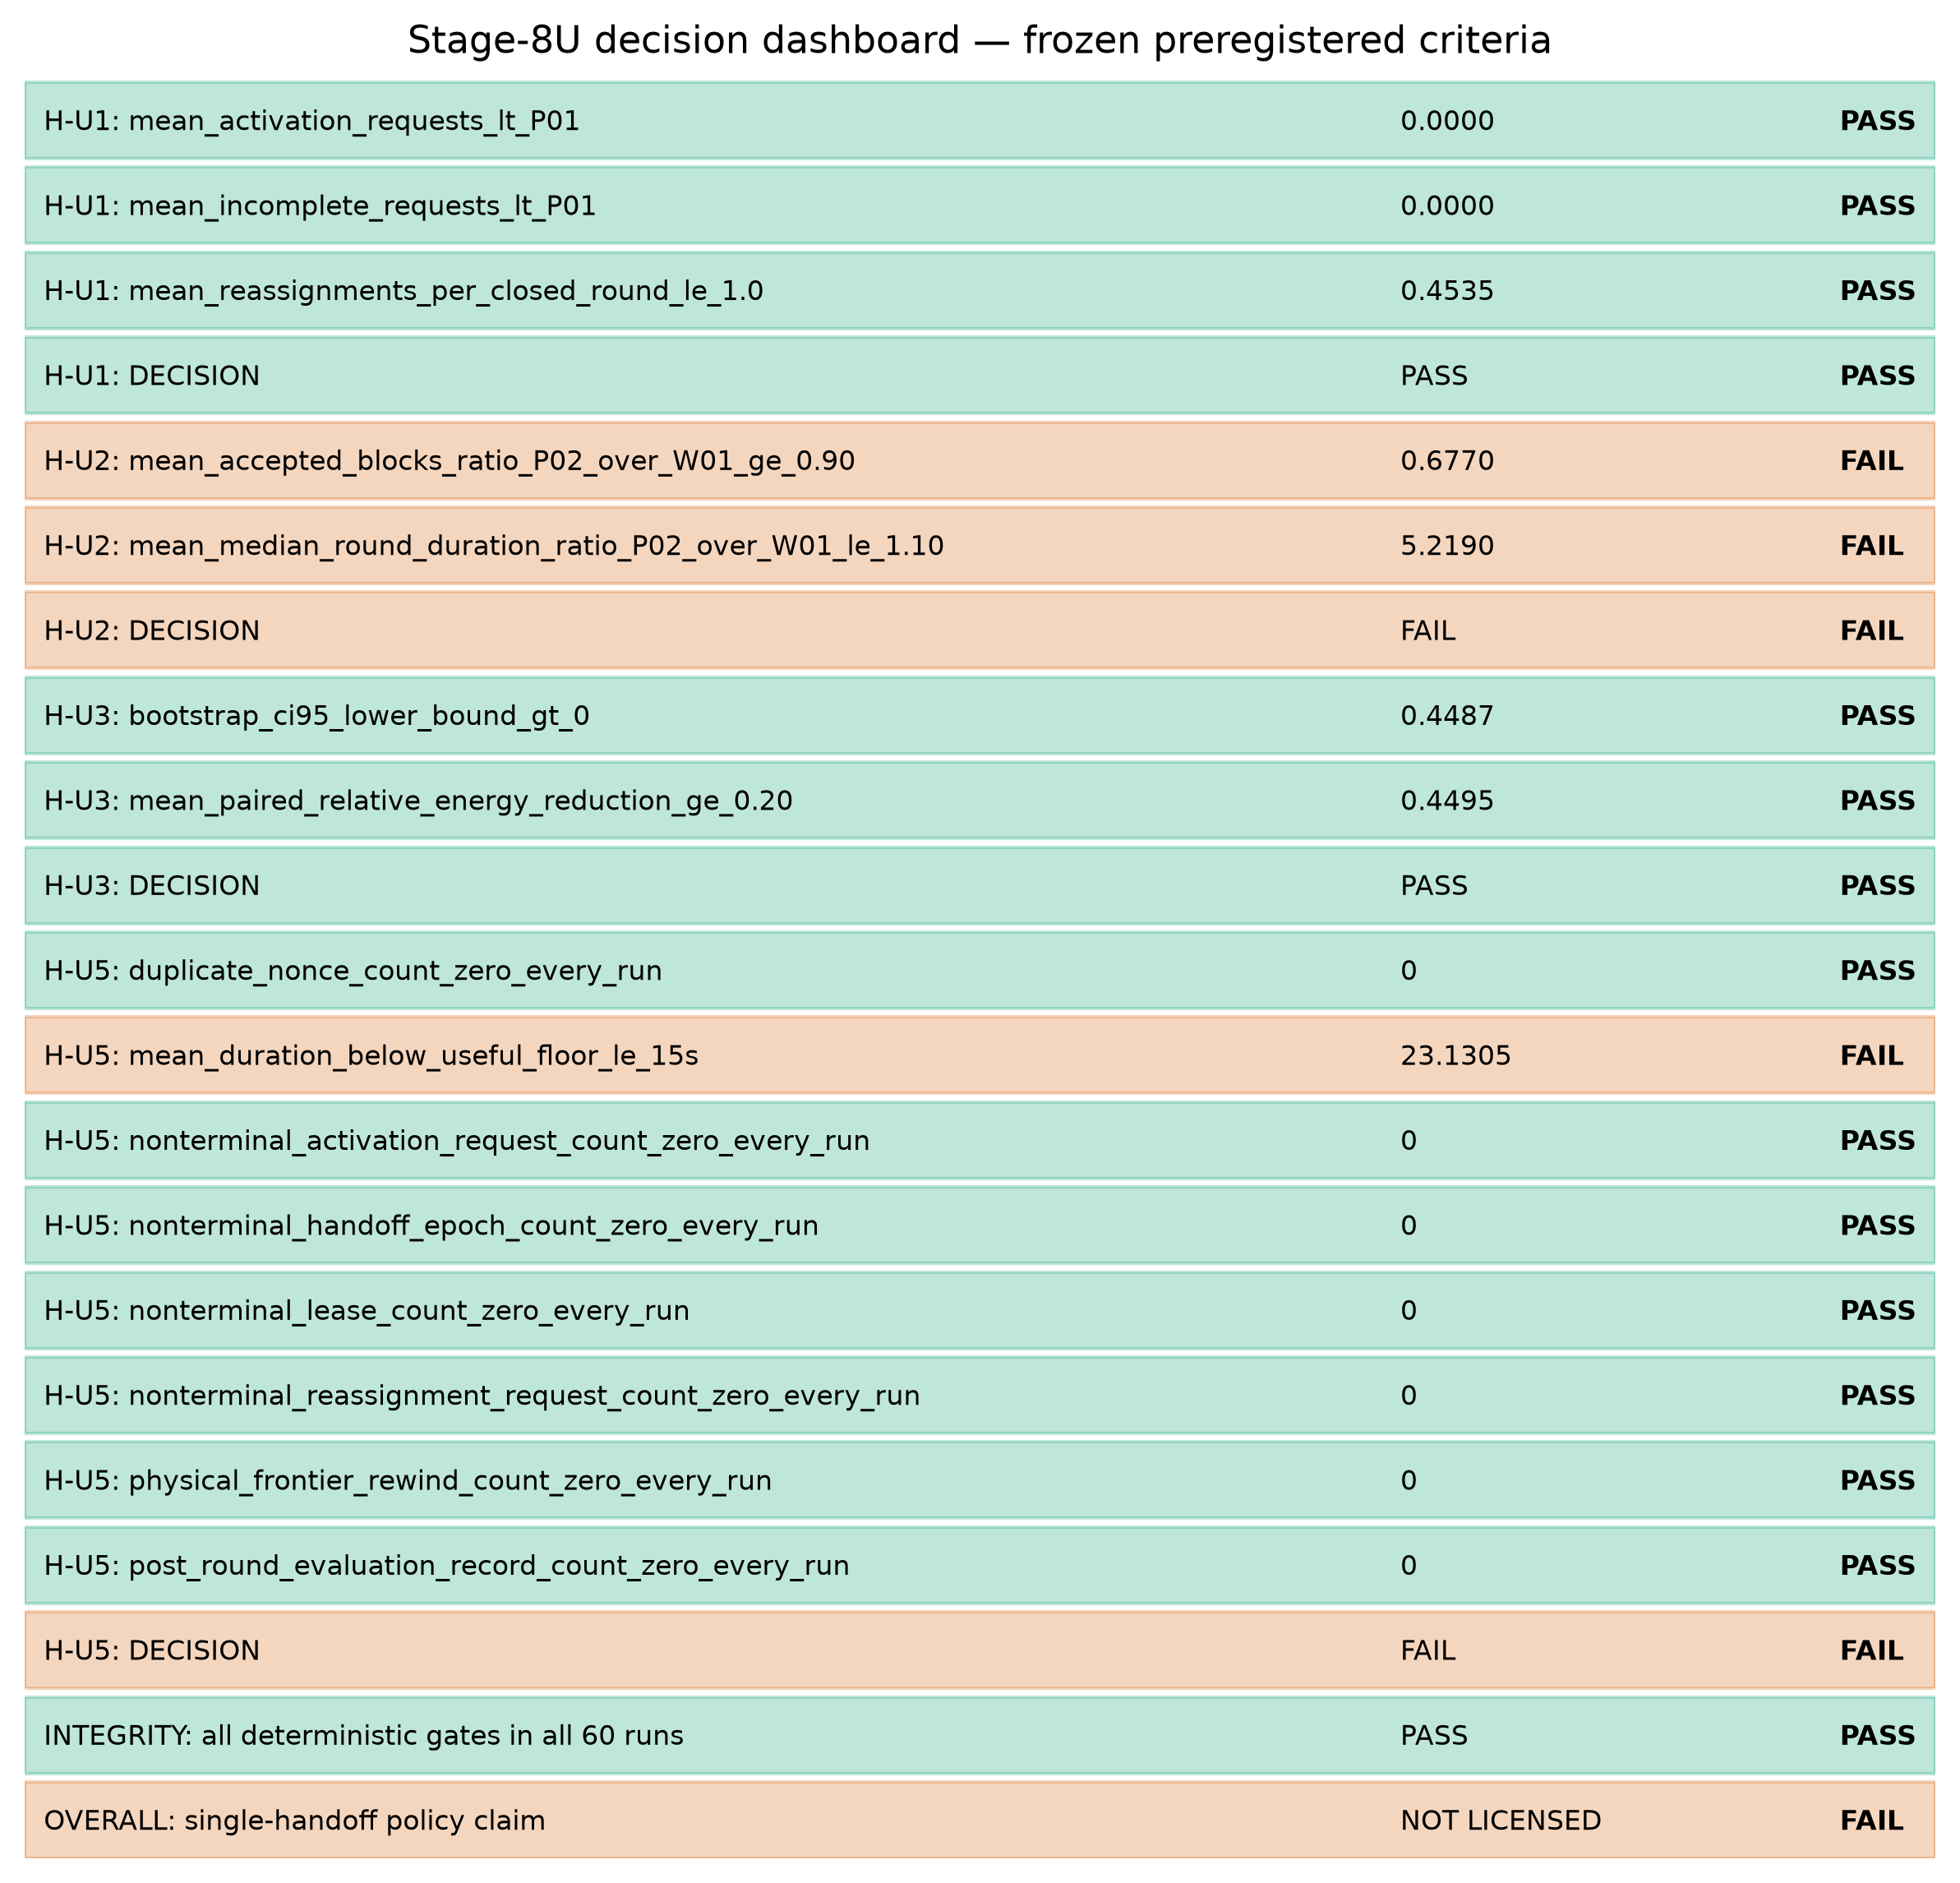 Stage-8U decision dashboard — frozen preregistered criteria
H-U1: mean_activation_requests_lt_P01 0.0000 PASS
H-U1: mean_incomplete_requests_lt_P01 0.0000 PASS
H-U1: mean_reassignments_per_closed_round_le_1.0 0.4535 PASS
H-U1: DECISION PASS PASS
H-U2: mean_accepted_blocks_ratio_P02_over_W01_ge_0.90 0.6770 FAIL
H-U2: mean_median_round_duration_ratio_P02_over_W01_le_1.10 5.2190 FAIL
H-U2: DECISION FAIL FAIL
H-U3: bootstrap_ci95_lower_bound_gt_0 0.4487 PASS
H-U3: mean_paired_relative_energy_reduction_ge_0.20 0.4495 PASS
H-U3: DECISION PASS PASS
H-U5: duplicate_nonce_count_zero_every_run 0 PASS
H-U5: mean_duration_below_useful_floor_le_15s 23.1305 FAIL
H-U5: nonterminal_activation_request_count_zero_every_run 0 PASS
H-U5: nonterminal_handoff_epoch_count_zero_every_run 0 PASS
H-U5: nonterminal_lease_count_zero_every_run 0 PASS
H-U5: nonterminal_reassignment_request_count_zero_every_run 0 PASS
H-U5: physical_frontier_rewind_count_zero_every_run 0 PASS
H-U5: post_round_evaluation_record_count_zero_every_run 0 PASS
H-U5: DECISION FAIL FAIL
INTEGRITY: all deterministic gates in all 60 runs PASS PASS
OVERALL: single-handoff policy claim NOT LICENSED FAIL